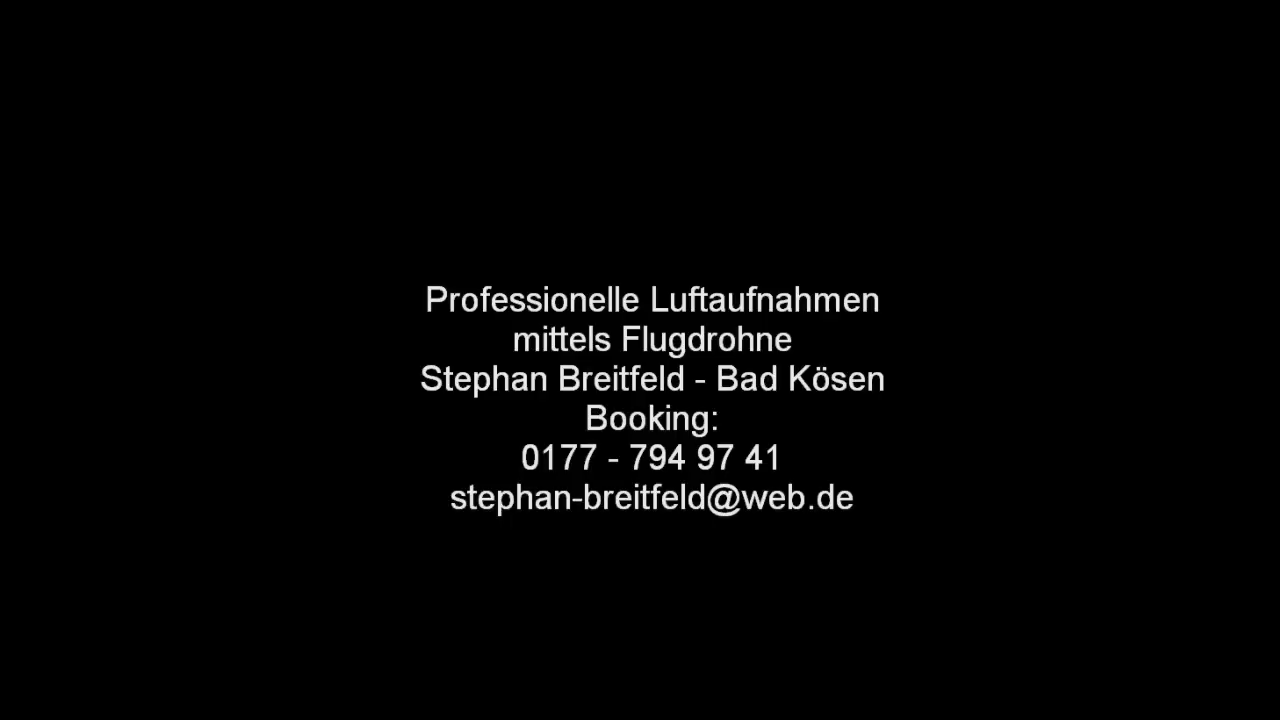 Professionelle Luftaufnahmen
mittels Flugdrohne
Stephan Breitfeld - Bad Kösen
Booking:
0177 - 794 97 41
stephan-breitfeld@web.de